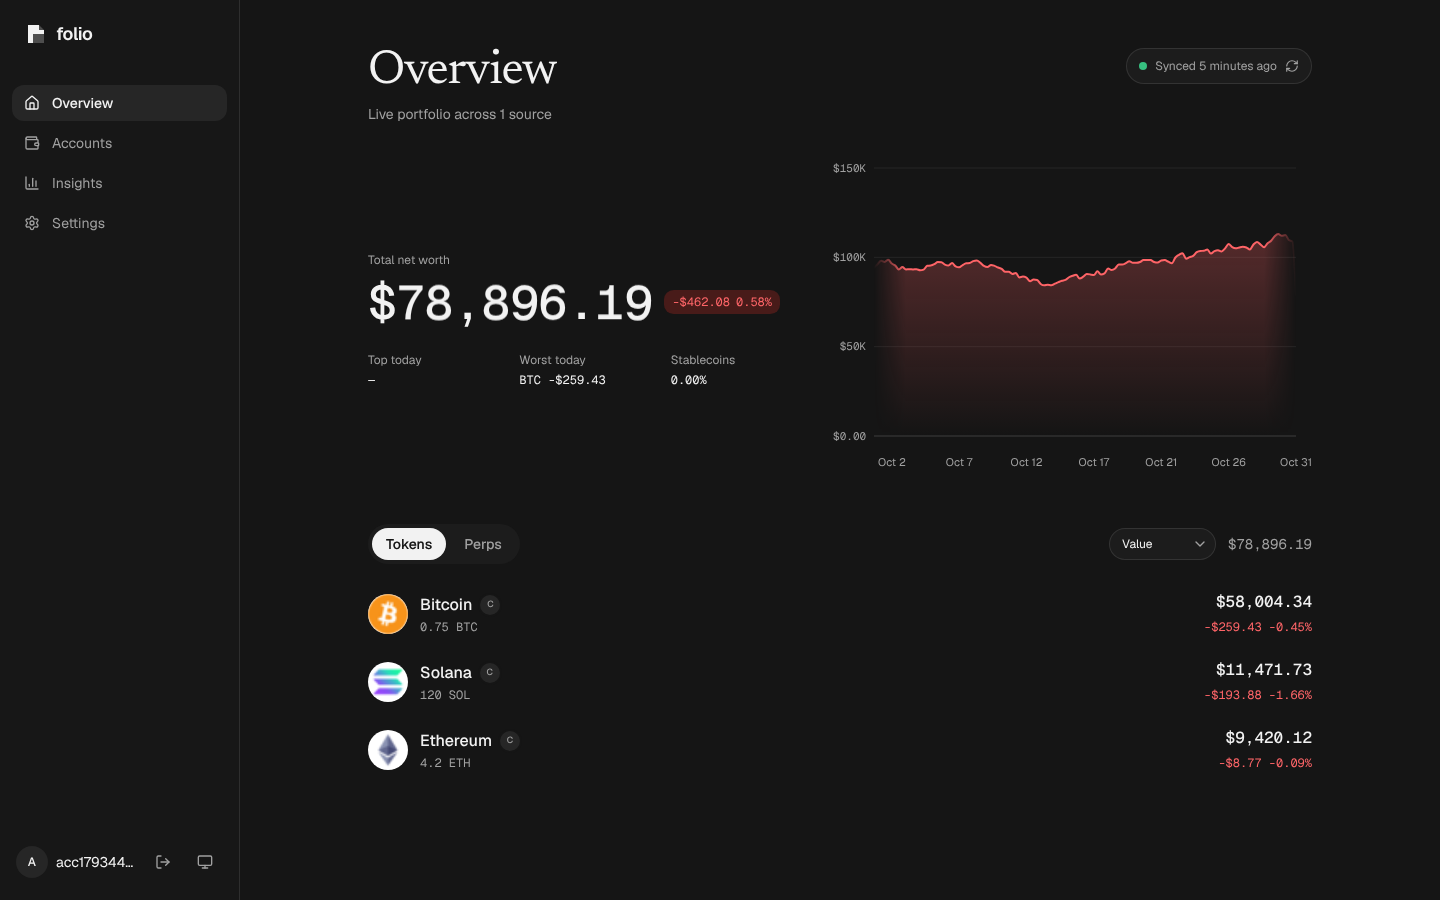 folio
Overview
Accounts
Insights
Settings
A
acc179344...
Overview
Live portfolio across 1 source
Synced 5 minutes ago
Total net worth
$78,896.19
-$462.08 0.58%
Top today
—
Worst today
BTC -$259.43
Stablecoins
0.00%
$150K
$100K
$50K
$0.00
Oct 2
Oct 7
Oct 12
Oct 17
Oct 21
Oct 26
Oct 31
Tokens
Perps
Value
$78,896.19
Bitcoin C
0.75 BTC
$58,004.34
-$259.43 -0.45%
Solana C
120 SOL
$11,471.73
-$193.88 -1.66%
Ethereum C
4.2 ETH
$9,420.12
-$8.77 -0.09%